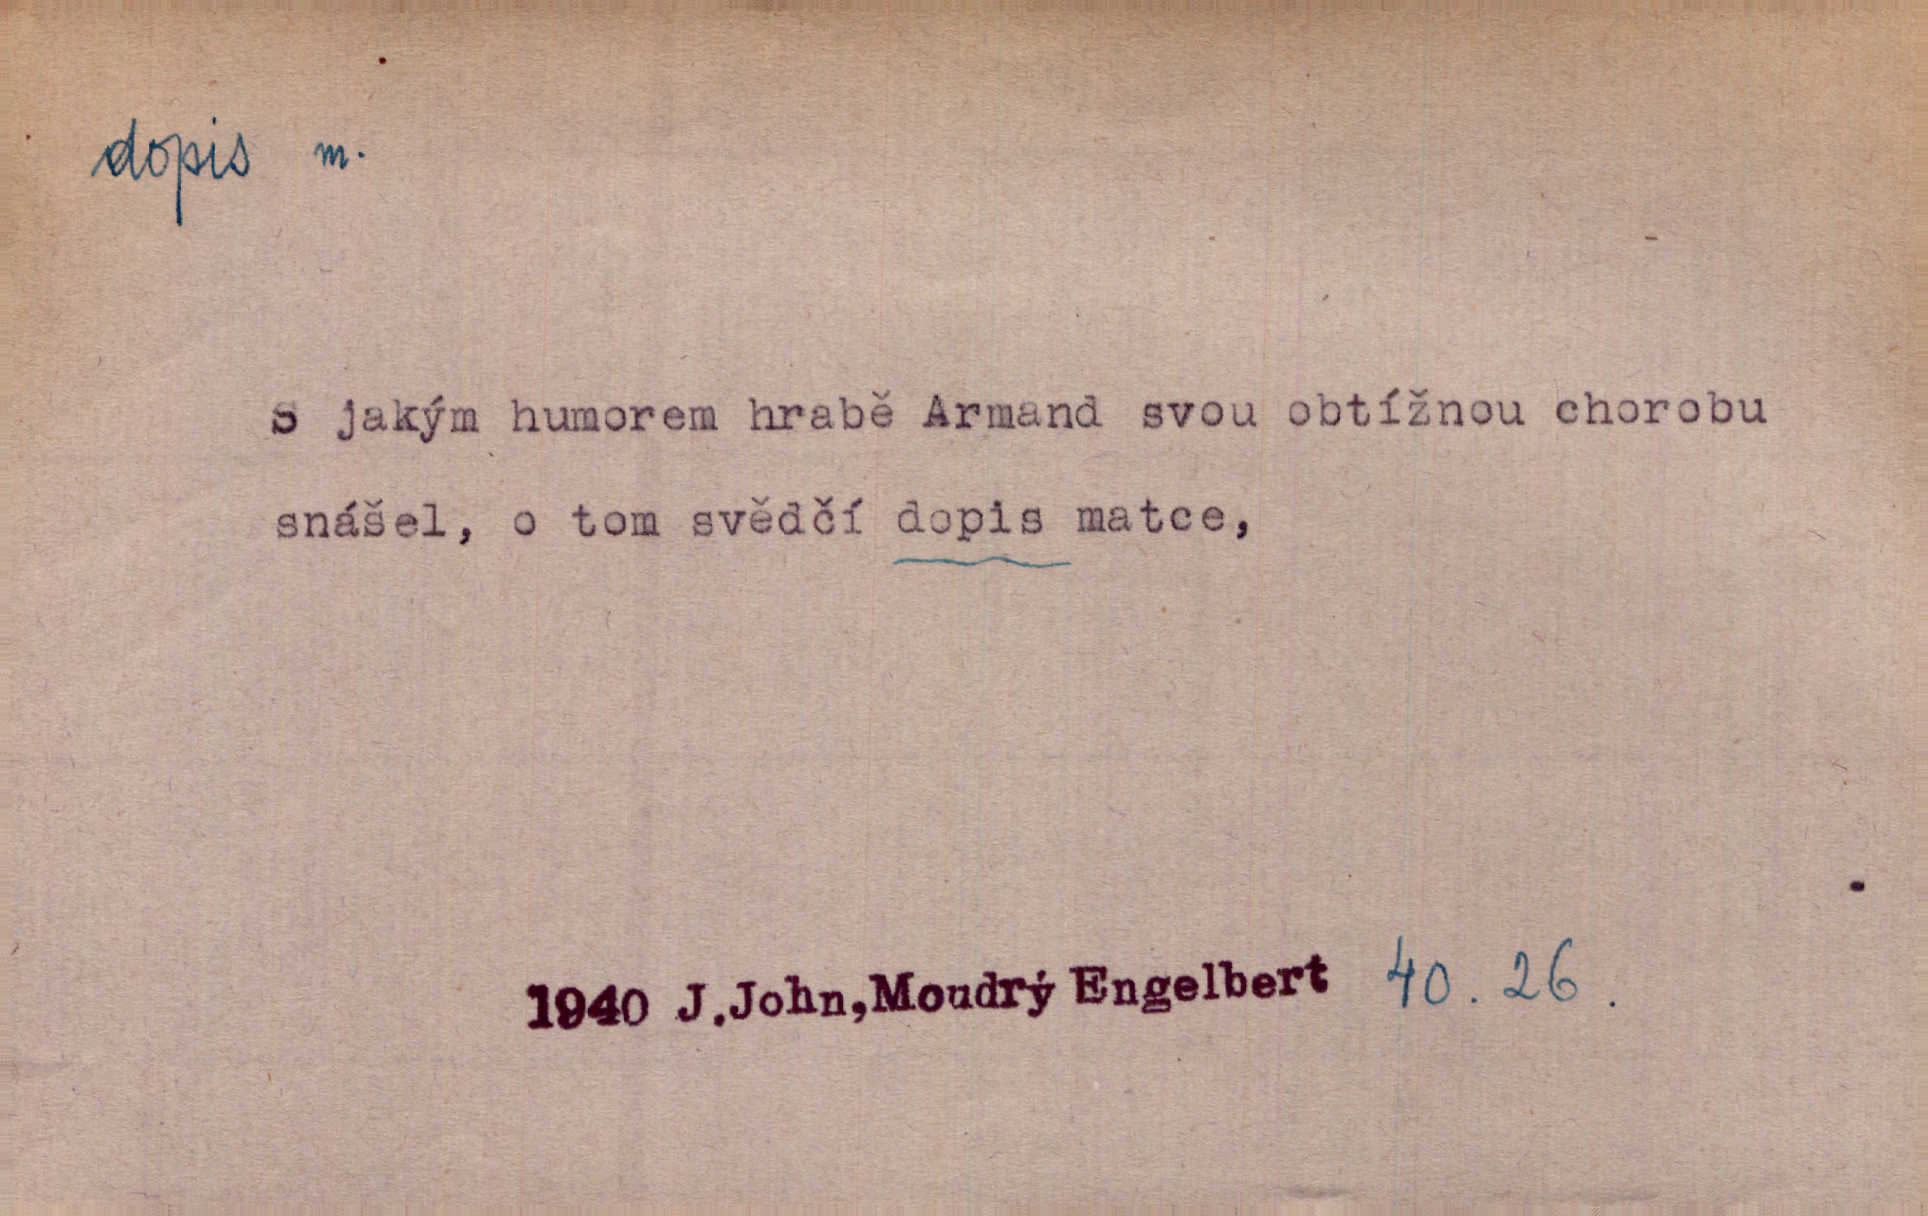 dopis m.
s jakým humorem hrabě Armand svou obtížnou chorobu
snášel, o tom svědčí dopis matce,
1940 J.John,Moudrý Engelbert 40. 26.